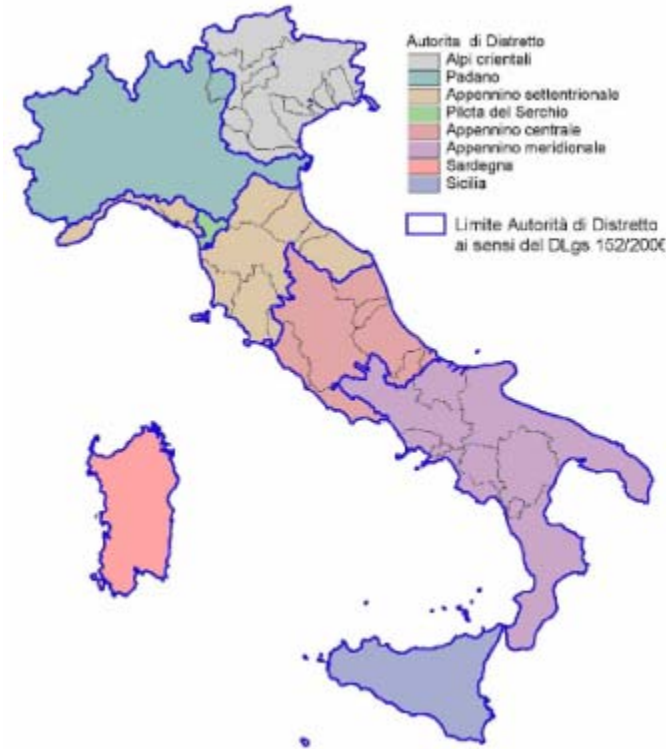 Autorita di Distretto
Alpi orientali
Padano
Appennino settentrionale
Pilota del Serchio
Appennino centrale
Appennino meridionale
Sardegna
Sicilia
Limite Autorità di Distretto
ai sensi del DLgs 152/2006